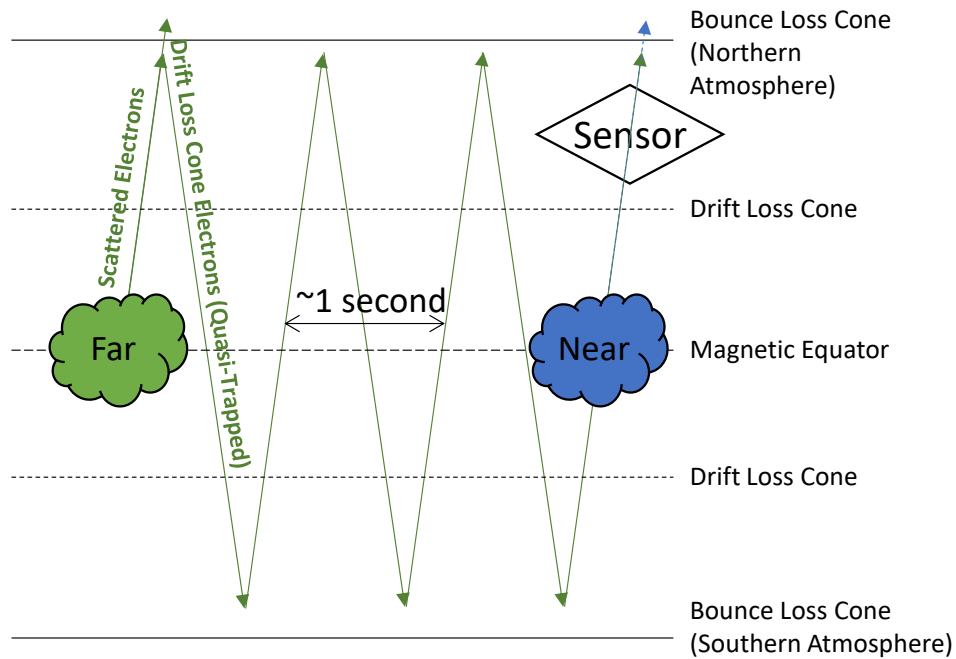 Bounce Loss Cone
(Northern
Atmosphere)
Scattered Electrons
Drift Loss Cone Electrons (Quasi-Trapped)
Sensor
Drift Loss Cone
~1 second
Far
Near
Magnetic Equator
Drift Loss Cone
Bounce Loss Cone
(Southern Atmosphere)